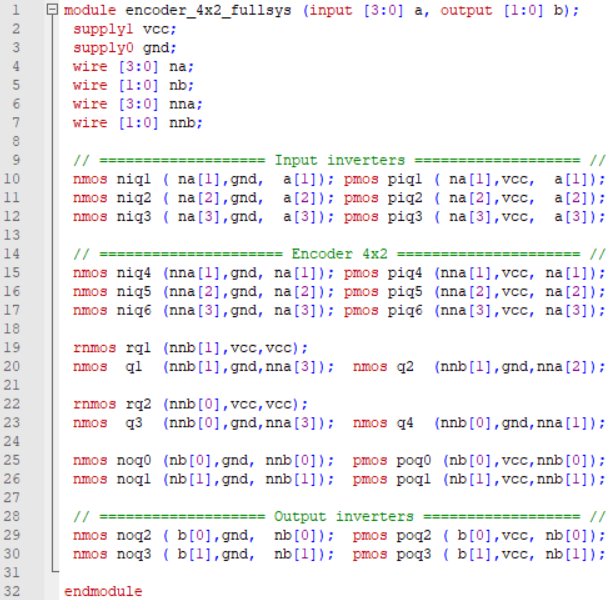 1 module encoder_4x2_fullsys (input [3:0] a, output [1:0] b);
2 supply1 vcc;
3 supply0 gnd;
4 wire [3:0] na;
5 wire [1:0] nb;
6 wire [3:0] nna;
7 wire [1:0] nnb;
8
9 // =================== Input inverters =================== //
10 nmos niq1 ( na[1],gnd,  a[1]); pmos piq1 ( na[1],vcc,  a[1]);
11 nmos niq2 ( na[2],gnd,  a[2]); pmos piq2 ( na[2],vcc,  a[2]);
12 nmos niq3 ( na[3],gnd,  a[3]); pmos piq3 ( na[3],vcc,  a[3]);
13
14 // ===================== Encoder 4x2 ===================== //
15 nmos niq4 (nna[1],gnd, na[1]); pmos piq4 (nna[1],vcc, na[1]);
16 nmos niq5 (nna[2],gnd, na[2]); pmos piq5 (nna[2],vcc, na[2]);
17 nmos niq6 (nna[3],gnd, na[3]); pmos piq6 (nna[3],vcc, na[3]);
18
19 rnmos rq1 (nnb[1],vcc,vcc);
20 nmos  q1  (nnb[1],gnd,nna[3]);  nmos q2  (nnb[1],gnd,nna[2]);
21
22 rnmos rq2 (nnb[0],vcc,vcc);
23 nmos  q3  (nnb[0],gnd,nna[3]);  nmos q4  (nnb[0],gnd,nna[1]);
24
25 nmos noq0 (nb[0],gnd, nnb[0]);  pmos poq0 (nb[0],vcc,nnb[0]);
26 nmos noq1 (nb[1],gnd, nnb[1]);  pmos poq1 (nb[1],vcc,nnb[1]);
27
28 // =================== Output inverters ================== //
29 nmos noq2 ( b[0],gnd,  nb[0]);  pmos poq2 ( b[0],vcc, nb[0]);
30 nmos noq3 ( b[1],gnd,  nb[1]);  pmos poq3 ( b[1],vcc, nb[1]);
31
32 endmodule